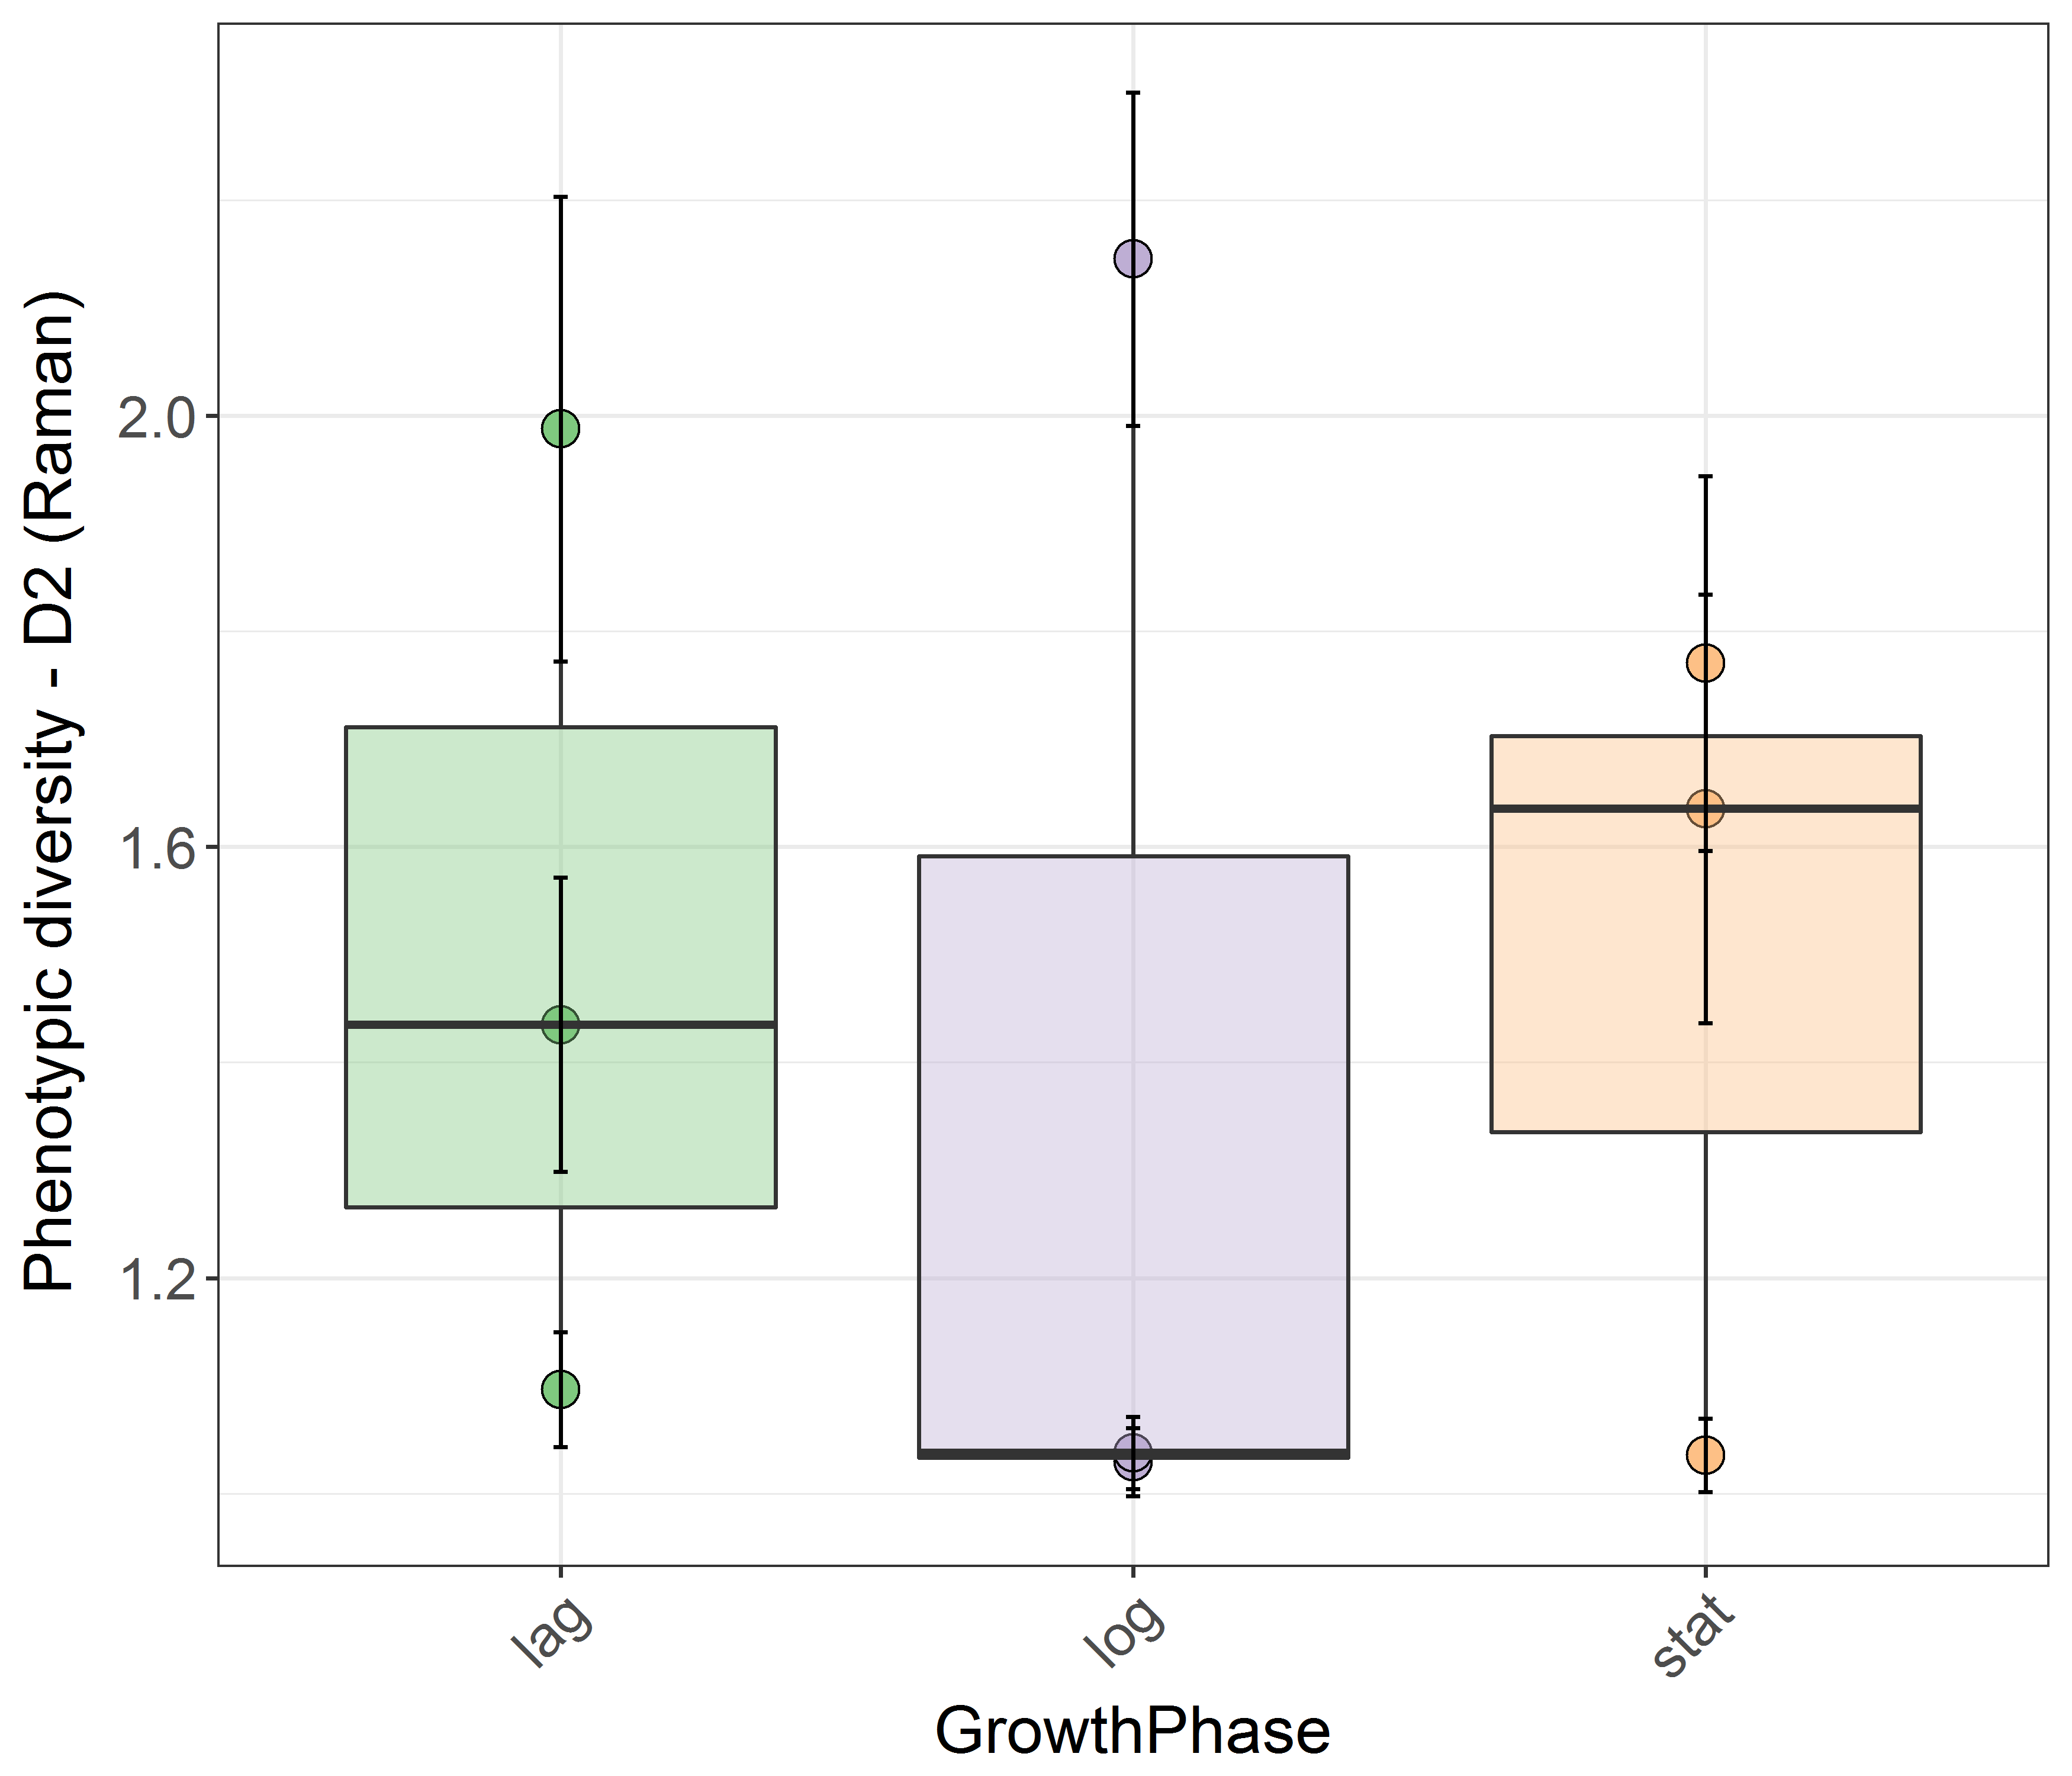 Phenotypic diversity - D2 (Raman)
2.0
1.6
1.2
lag
log
stat
GrowthPhase